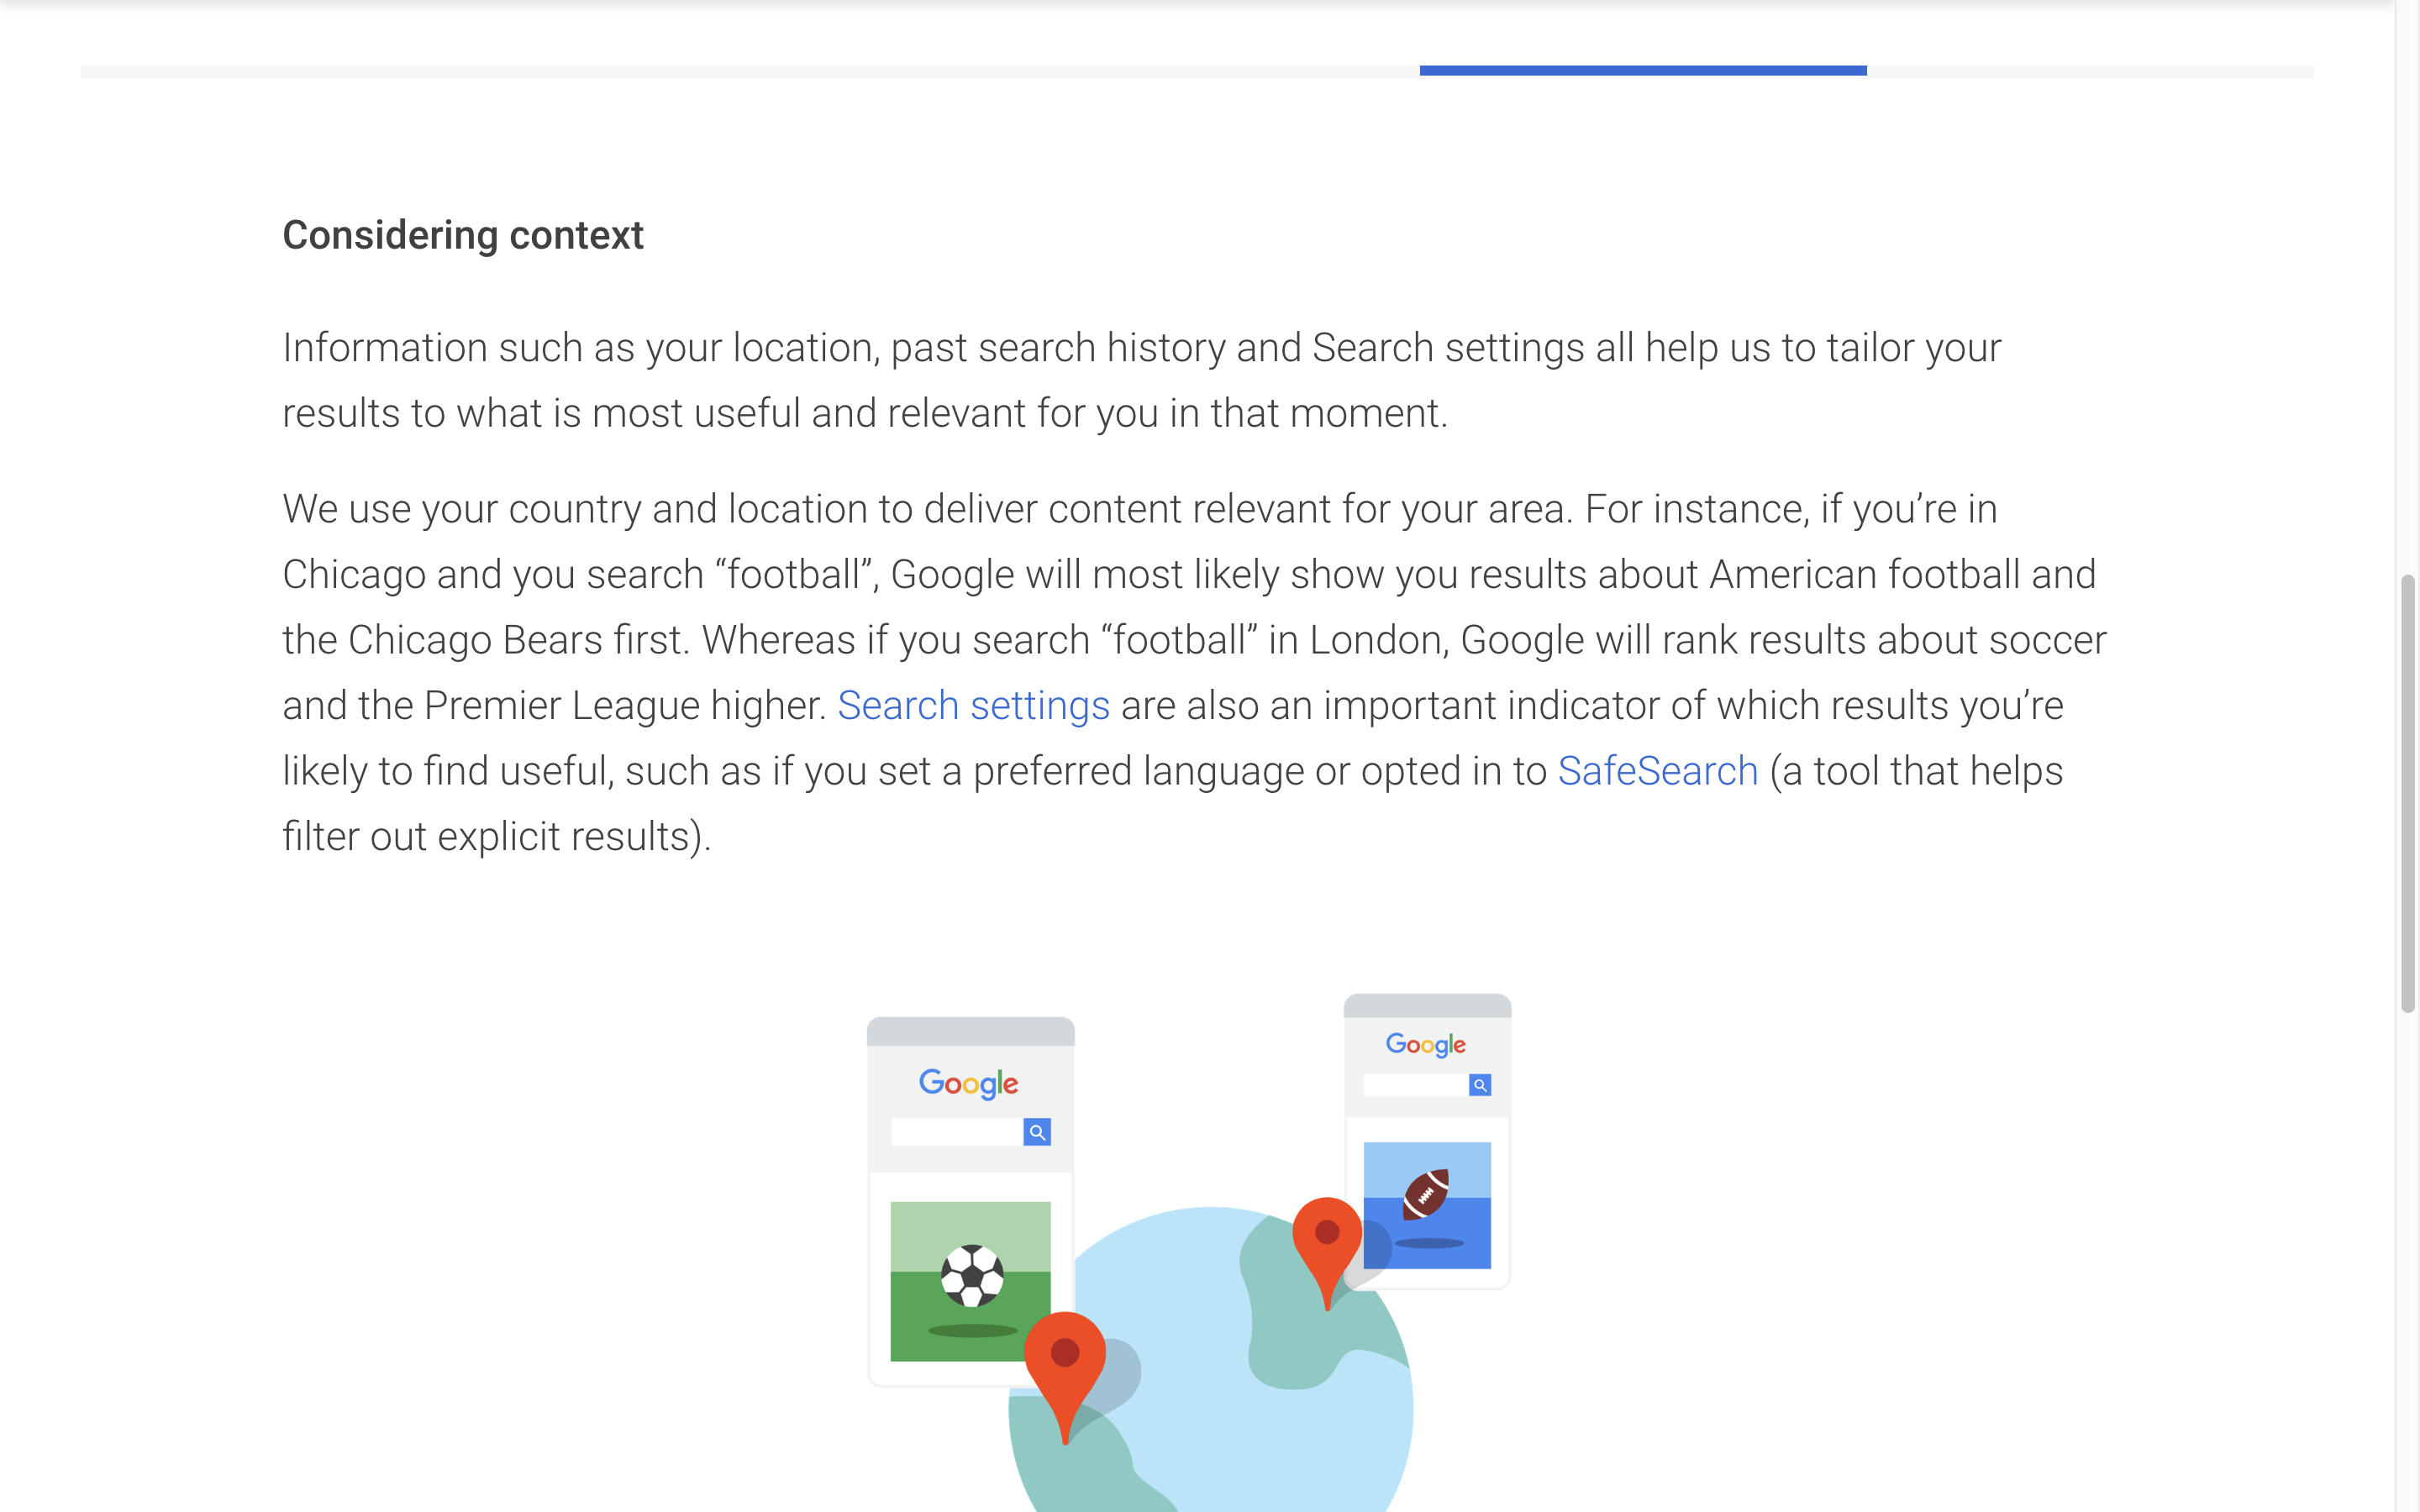 Considering context
Information such as your location, past search history and Search settings all help us to tailor your
results to what is most useful and relevant for you in that moment.
We use your country and location to deliver content relevant for your area. For instance, if you’re in
Chicago and you search “football”, Google will most likely show you results about American football and
the Chicago Bears first. Whereas if you search “football” in London, Google will rank results about soccer
and the Premier League higher. Search settings are also an important indicator of which results you’re
likely to find useful, such as if you set a preferred language or opted in to SafeSearch (a tool that helps
filter out explicit results).
Google
Google